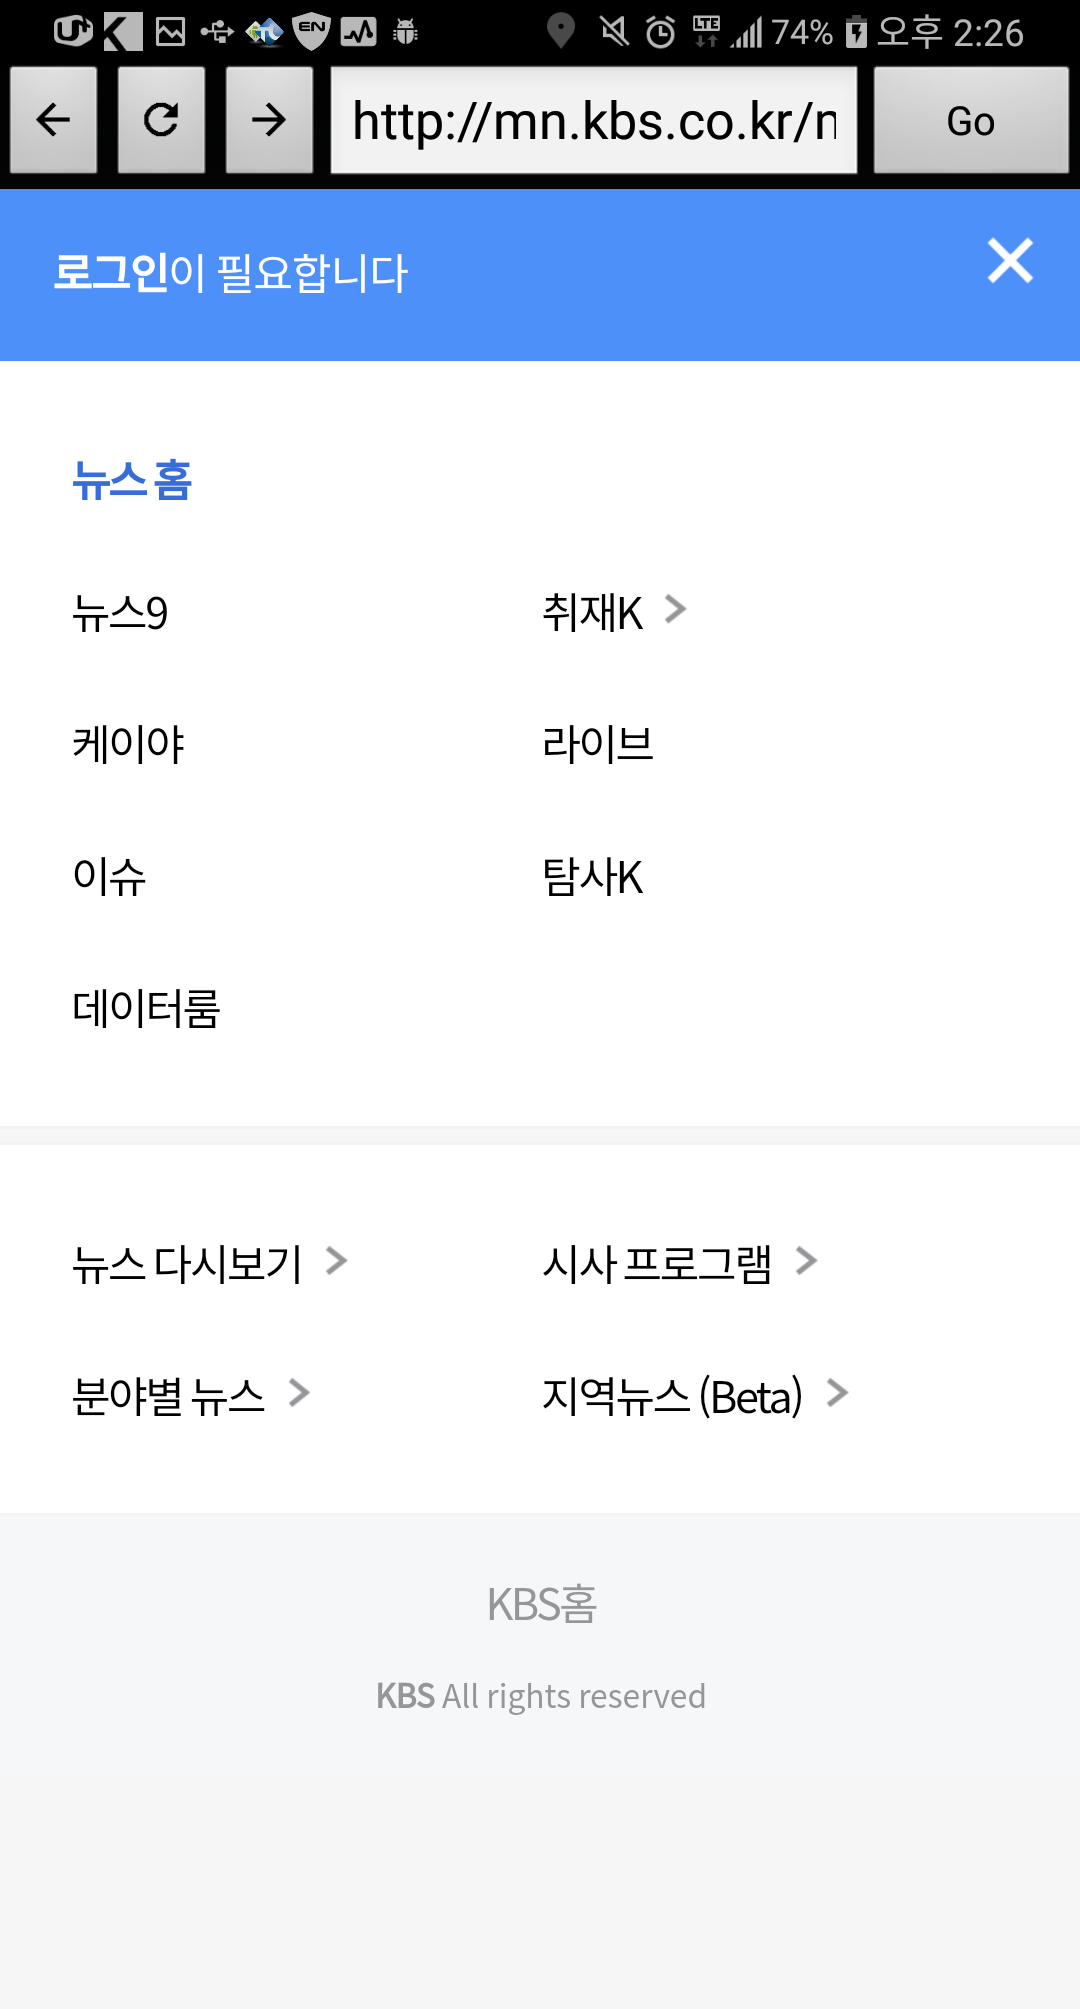 EN LTE 74% 오후 2:26
http://mn.kbs.co.kr/n Go
로그인이 필요합니다
뉴스 홈
뉴스9 취재K
케이야 라이브
이슈 탐사K
데이터룸
뉴스 다시보기 시사 프로그램
분야별 뉴스 지역뉴스 (Beta)
KBS홈
KBS All rights reserved